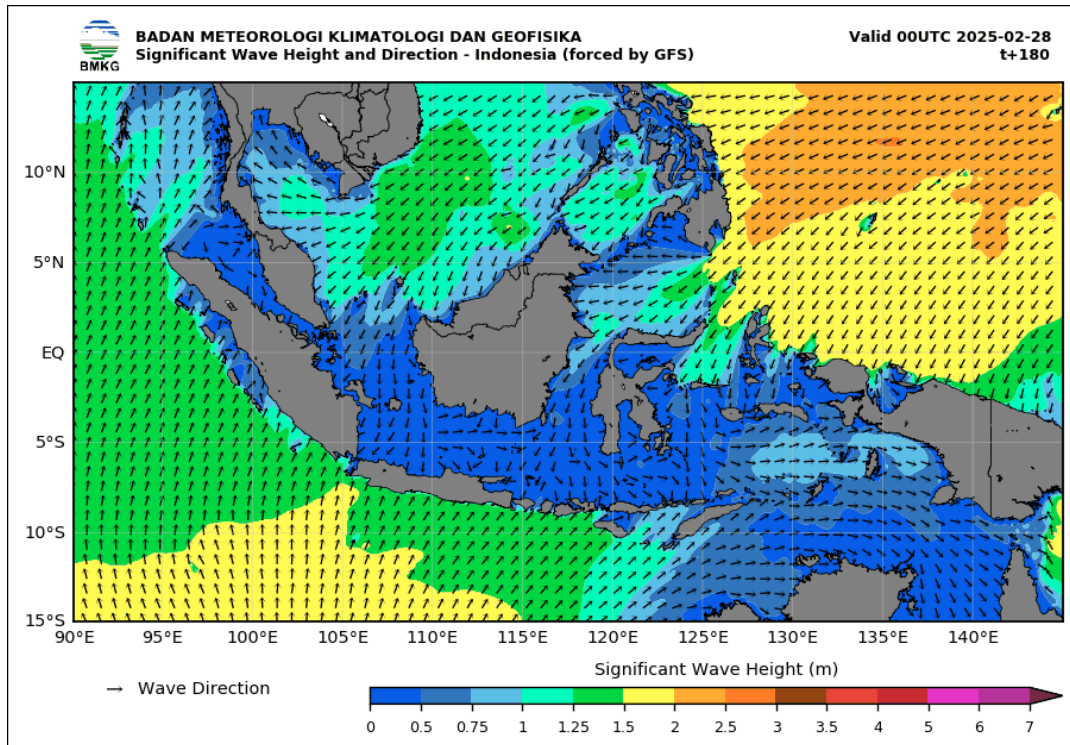 BMKG
BADAN METEOROLOGI KLIMATOLOGI DAN GEOFISIKA
Significant Wave Height and Direction - Indonesia (forced by GFS)
Valid 00UTC 2025-02-28
t+180
10°N
5°N
EQ
5°S
10°S
15°S
90°E 95°E 100°E 105°E 110°E 115°E 120°E 125°E 130°E 135°E 140°E
Wave Direction
Significant Wave Height (m)
0 0.5 0.75 1 1.25 1.5 2 2.5 3 3.5 4 5 6 7